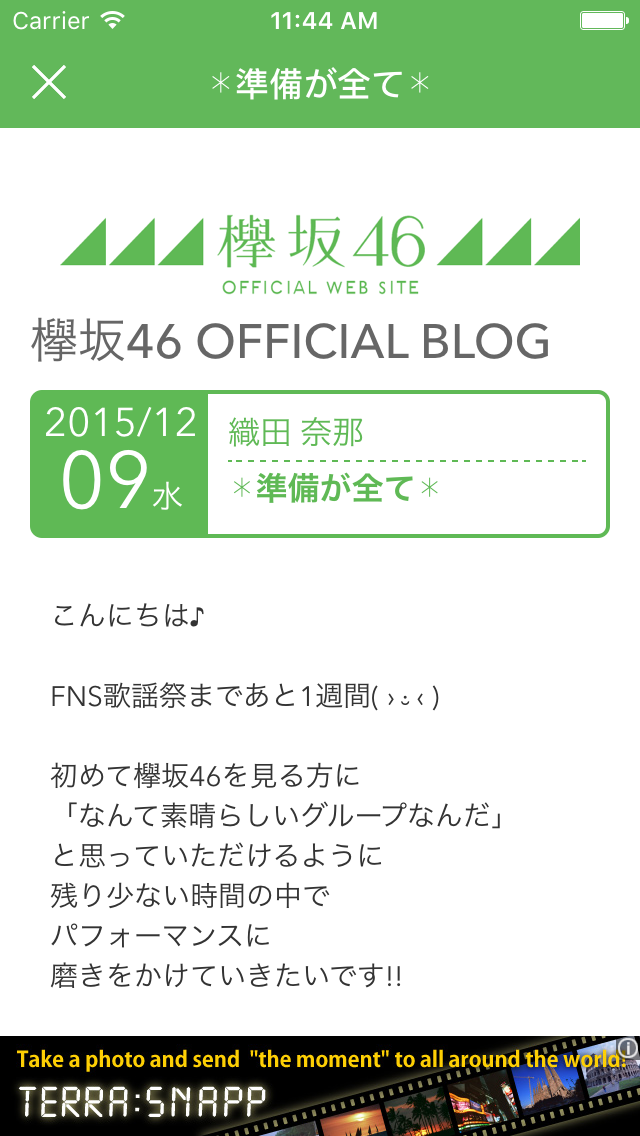 Carrier 11:44 AM
＊準備が全て＊
欅坂46
OFFICIAL WEB SITE
欅坂46 OFFICIAL BLOG
2015/12
09水
織田 奈那
＊準備が全て＊
こんにちは♪
FNS歌謡祭まであと1週間( › ·̮ ‹ )
初めて欅坂46を見る方に
「なんて素晴らしいグループなんだ」
と思っていただけるように
残り少ない時間の中で
パフォーマンスに
磨きをかけていきたいです!!
Take a photo and send "the moment" to all around the world.
TERRA:SNAPP